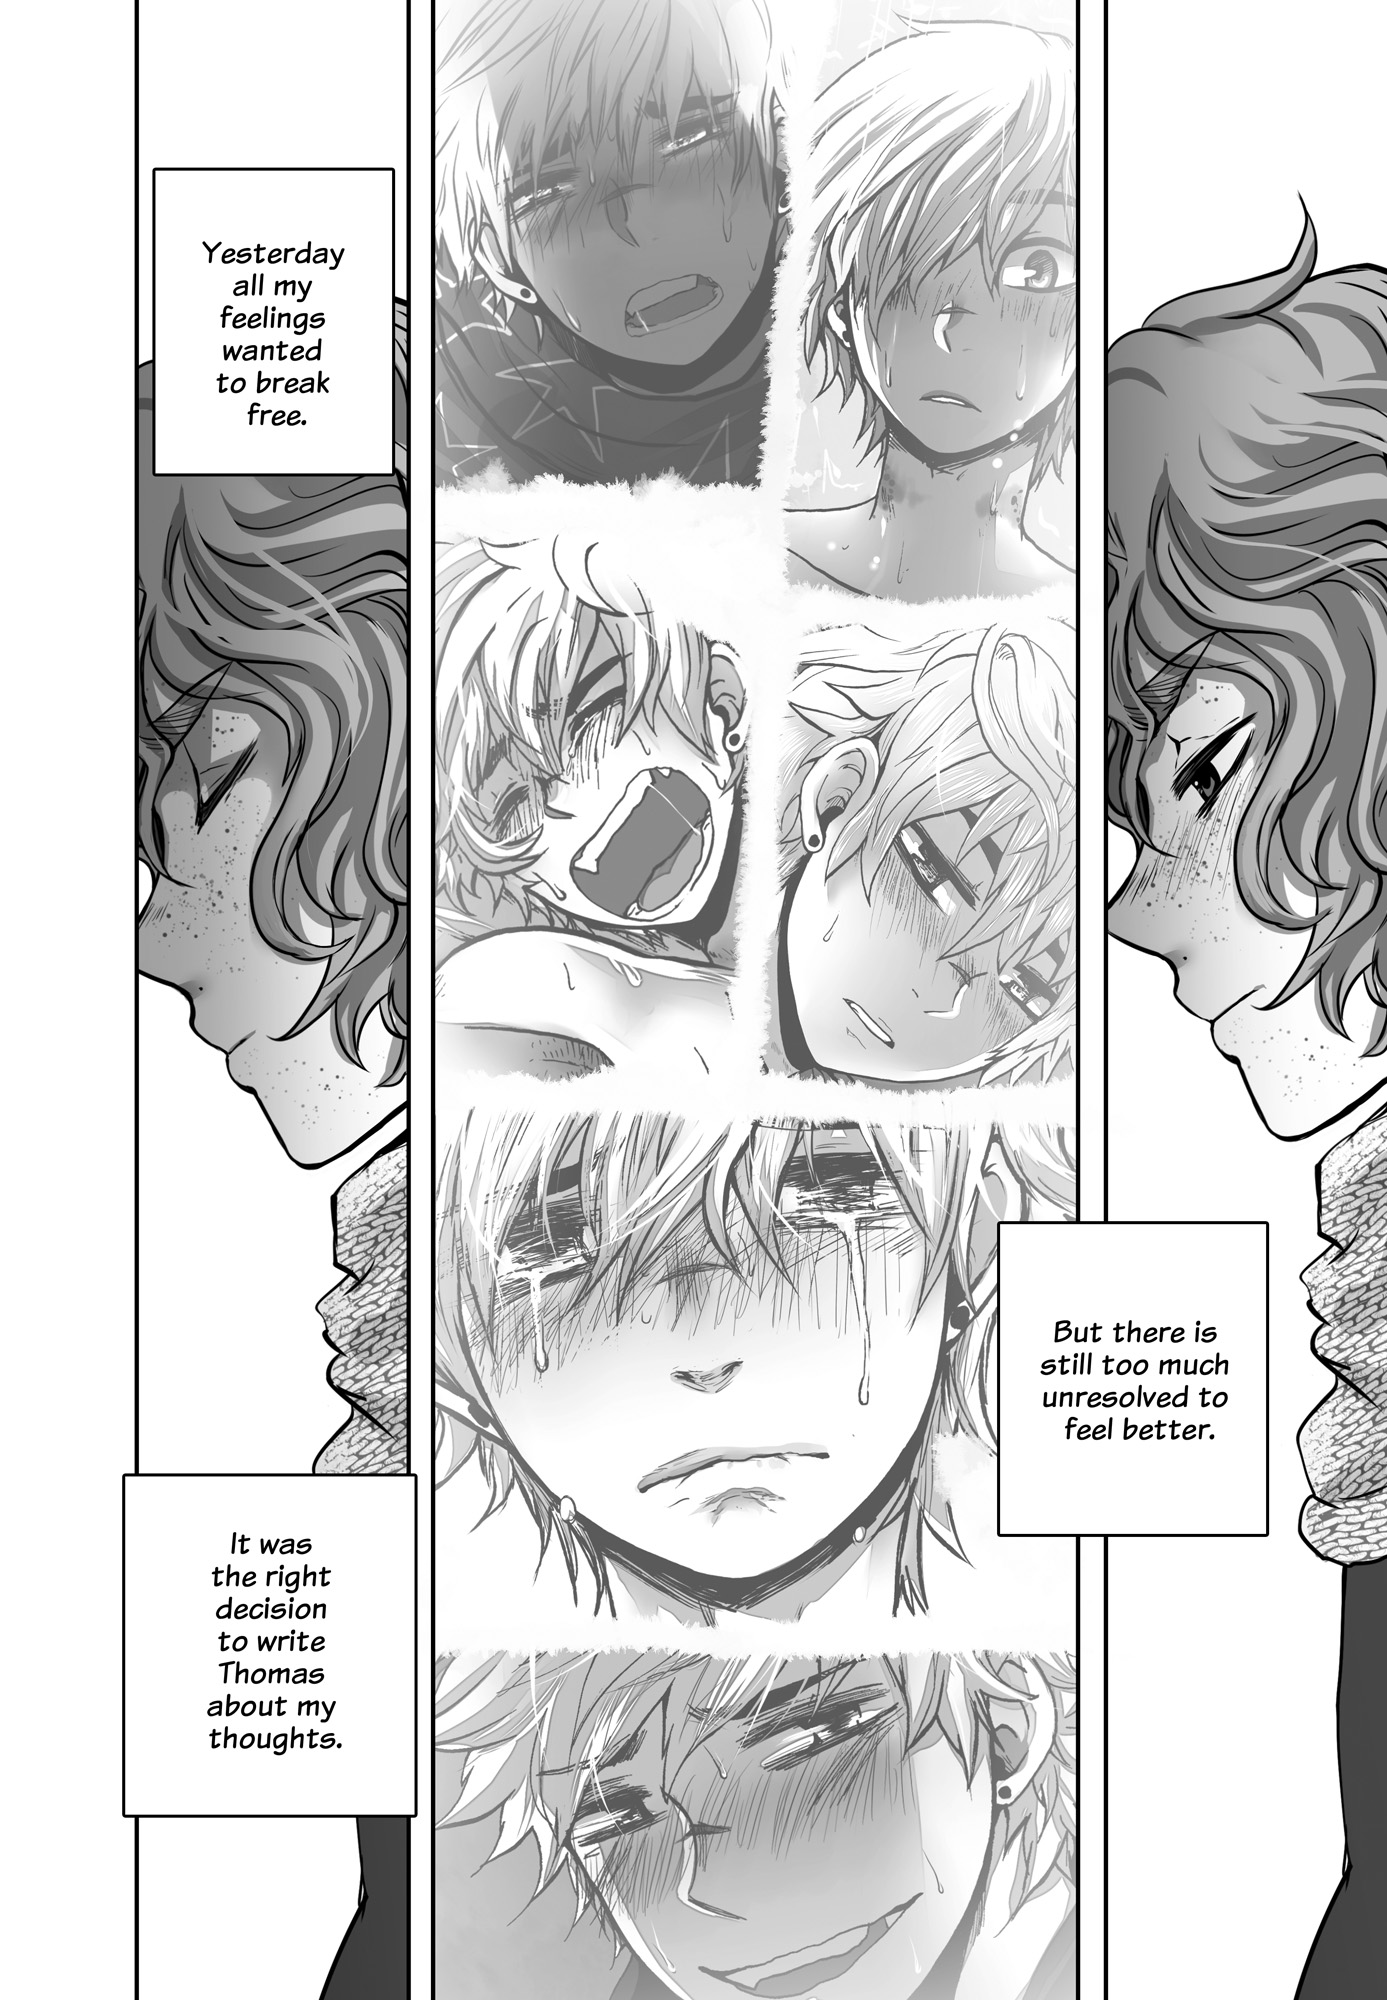 Yesterday
all my
feelings
wanted
to break
free.
But there is
still too much
unresolved to
feel better.
It was
the right
decision
to write
Thomas
about my
thoughts.